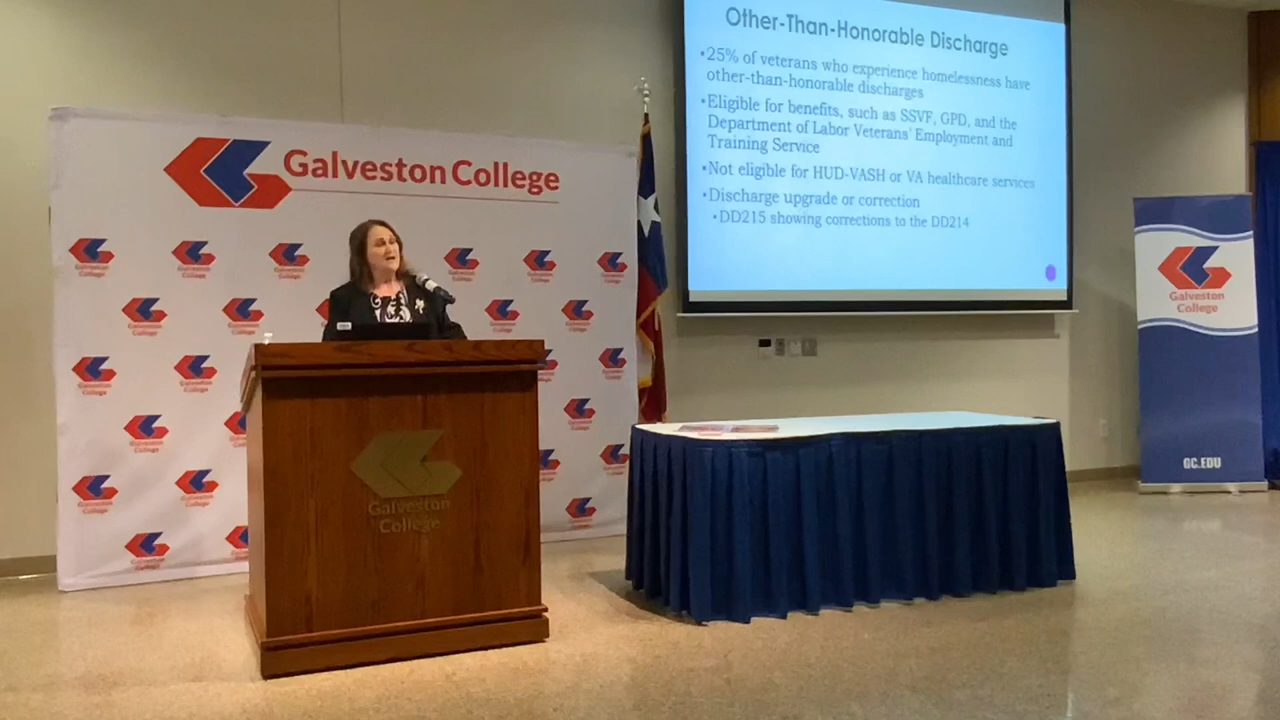 Other-Than-Honorable Discharge
•25% of veterans who experience homelessness have
other-than-honorable discharges
•Eligible for benefits, such as SSVF, GPD, and the
Department of Labor Veterans' Employment and
Training Service
•Not eligible for HUD-VASH or VA healthcare services
•Discharge upgrade or correction
•DD215 showing corrections to the DD214
Galveston College
Galveston
College
Galveston
College
GC.EDU